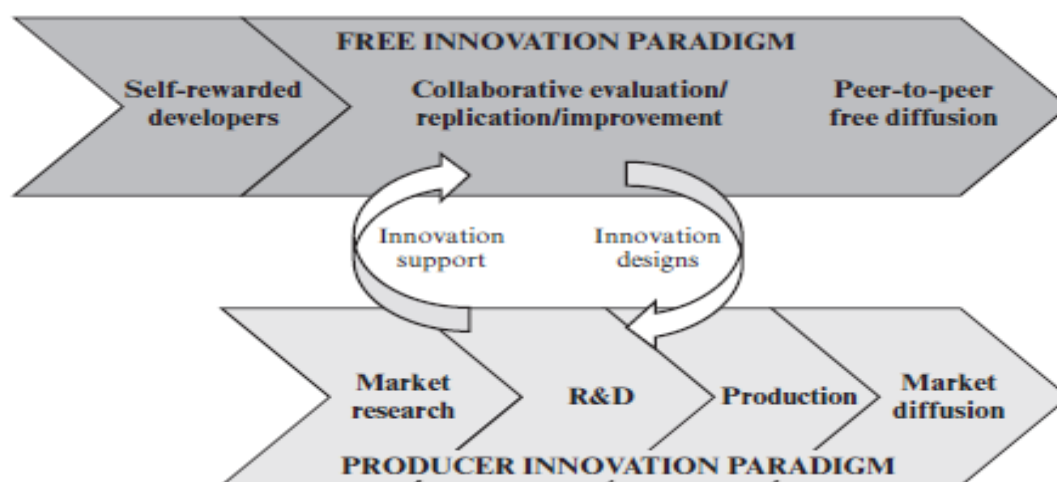 FREE INNOVATION PARADIGM
Self-rewarded
developers
Collaborative evaluation/
replication/improvement
Peer-to-peer
free diffusion
Innovation
support
Innovation
designs
Market
research
R&D
Production
Market
diffusion
PRODUCER INNOVATION PARADIGM